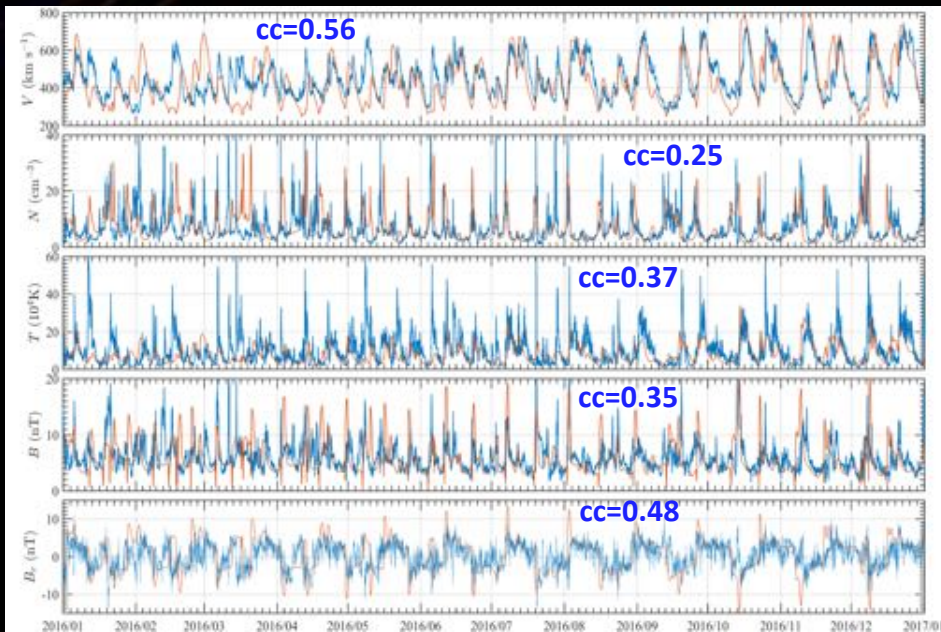 cc=0.56
V (km s⁻¹)
800
600
400
200
cc=0.25
N (cm⁻³)
40
20
0
cc=0.37
T (10⁴K)
60
40
20
0
cc=0.35
B (nT)
20
10
0
cc=0.48
Bᵣ (nT)
10
0
-10
2016/01 2016/02 2016/03 2016/04 2016/05 2016/06 2016/07 2016/08 2016/09 2016/10 2016/11 2016/12 2017/01